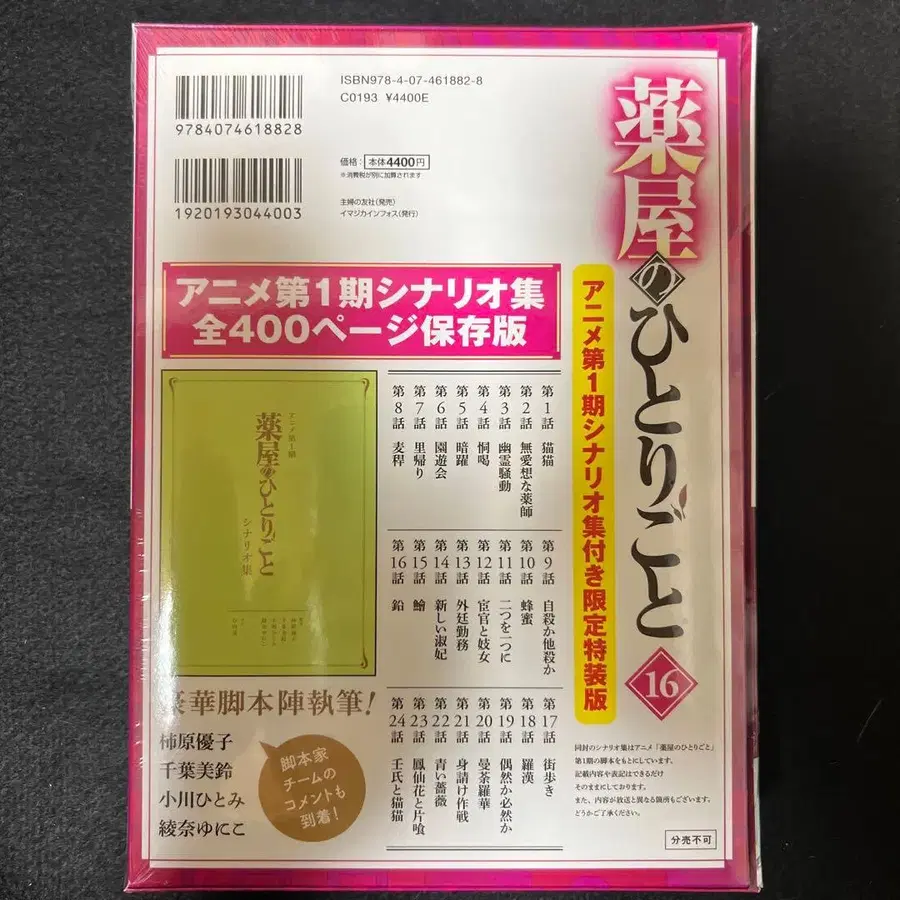 ISBN978-4-07-461882-8
C0193 ¥4400E
9784074618828
1920193044003
価格：本体4400円
※消費税が別に加算されます
主婦の友社（発売）
イマジカインフォス（発行）
薬屋のひとりごと
16
アニメ第1期シナリオ集付き限定特装版
アニメ第1期シナリオ集
全400ページ保存版
アニメ第1期
薬屋のひとりごと
シナリオ集
第1話 猫猫
第2話 無愛想な薬師
第3話 幽霊騒動
第4話 恫喝
第5話 暗躍
第6話 園遊会
第7話 里帰り
第8話 麦稈
第9話 自殺か他殺か
第10話 蜂蜜
第11話 二つを一つに
第12話 宦官と妓女
第13話 外廷勤務
第14話 新しい淑妃
第15話 鱠
第16話 鉛
第17話 街歩き
第18話 羅漢
第19話 偶然か必然か
第20話 曼荼羅華
第21話 身請け作戦
第22話 青い薔薇
第23話 鳳仙花と片喰
第24話 壬氏と猫猫
豪華脚本陣執筆！
柿原優子
千葉美鈴
小川ひとみ
綾奈ゆにこ
脚本家
チームの
コメントも
到着！
同封のシナリオ集はアニメ「薬屋のひとりごと」
第1期の脚本をもとにしています。
記載内容や表記はできるだけ
そのままにしております。
また、内容が放送と異なる箇所もございます。
どうかご了承ください。
分売不可